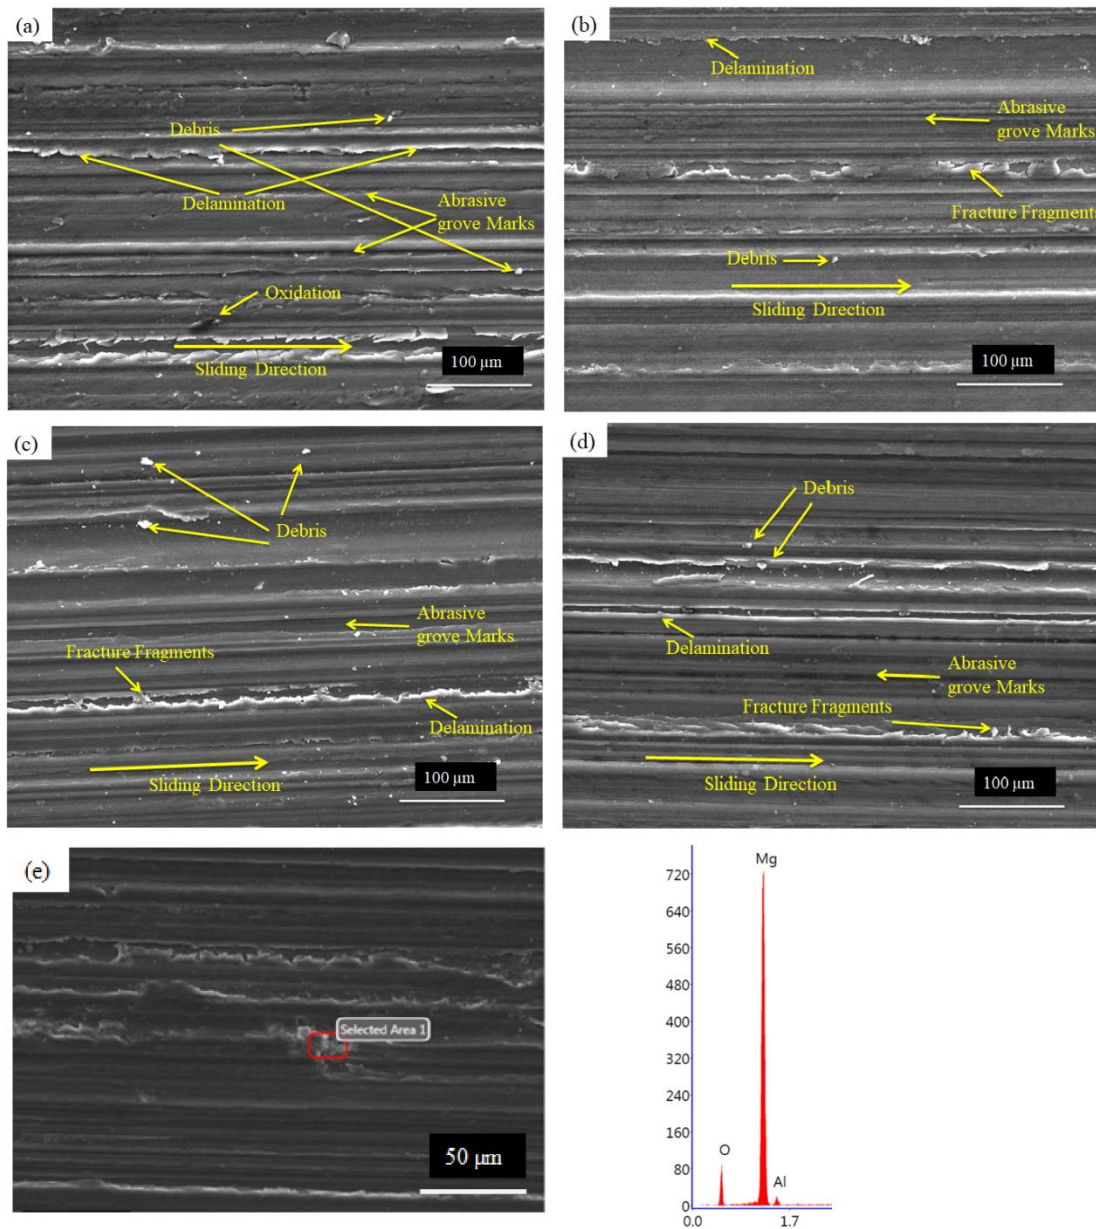 (a)
Debris
Delamination
Abrasive
grove Marks
Oxidation
Sliding Direction
100 μm
(b)
Delamination
Abrasive
grove Marks
Fracture Fragments
Debris
Sliding Direction
100 μm
(c)
Debris
Abrasive
grove Marks
Fracture Fragments
Delamination
Sliding Direction
100 μm
(d)
Debris
Delamination
Abrasive
grove Marks
Fracture Fragments
Sliding Direction
100 μm
(e)
Selected Area 1
50 μm
Mg
720
640
560
480
400
320
240
160
O
80
Al
0
0.0
1.7